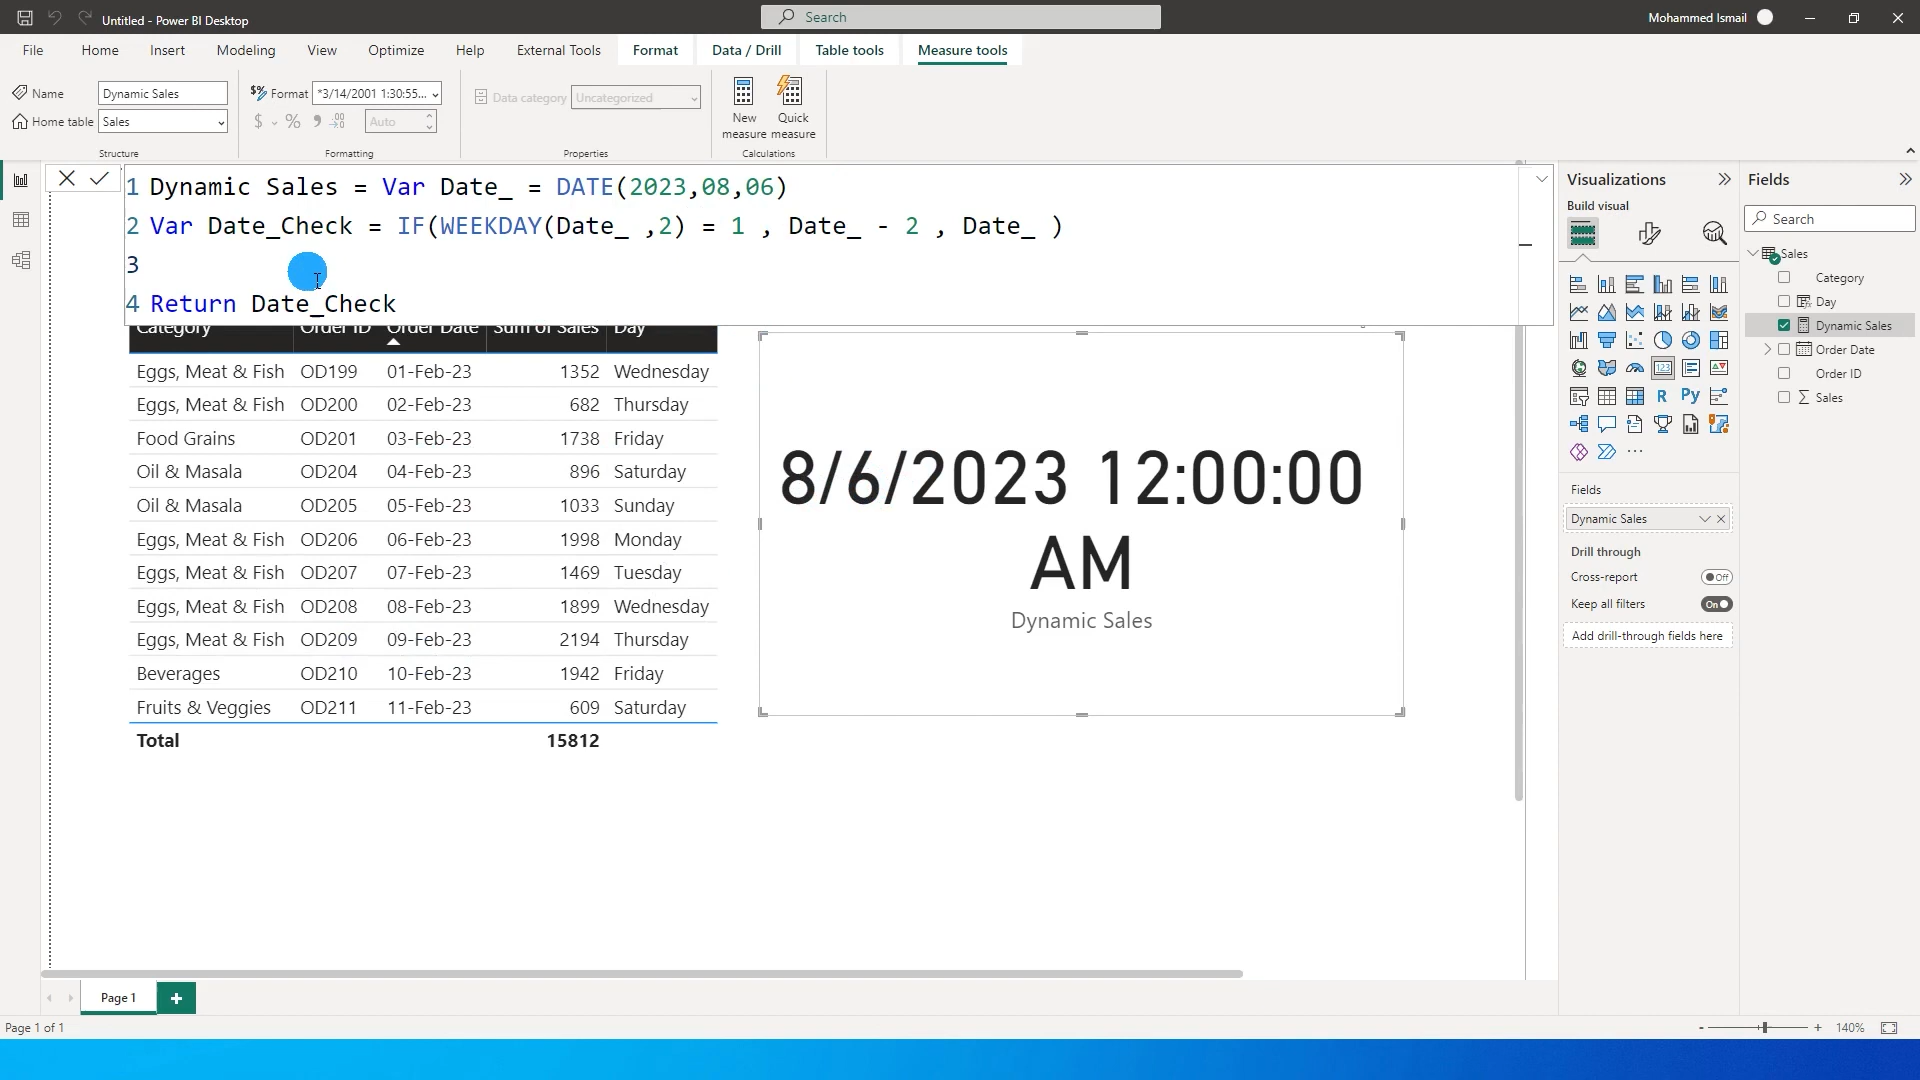 Untitled - Power BI Desktop
Search
Mohammed Ismail
File Home Insert Modeling View Optimize Help External Tools Format Data / Drill Table tools Measure tools
Name Dynamic Sales
Home table Sales
Structure
Format *3/14/2001 1:30:55...
$ % Auto
Formatting
Data category Uncategorized
Properties
New measure
Quick measure
Calculations
1 Dynamic Sales = Var Date_ = DATE(2023,08,06)
2 Var Date_Check = IF(WEEKDAY(Date_ ,2) = 1 , Date_ - 2 , Date_ )
3
4 Return Date_Check
Category Order ID Order Date Sum of Sales Day
Eggs, Meat & Fish OD199 01-Feb-23 1352 Wednesday
Eggs, Meat & Fish OD200 02-Feb-23 682 Thursday
Food Grains OD201 03-Feb-23 1738 Friday
Oil & Masala OD204 04-Feb-23 896 Saturday
Oil & Masala OD205 05-Feb-23 1033 Sunday
Eggs, Meat & Fish OD206 06-Feb-23 1998 Monday
Eggs, Meat & Fish OD207 07-Feb-23 1469 Tuesday
Eggs, Meat & Fish OD208 08-Feb-23 1899 Wednesday
Eggs, Meat & Fish OD209 09-Feb-23 2194 Thursday
Beverages OD210 10-Feb-23 1942 Friday
Fruits & Veggies OD211 11-Feb-23 609 Saturday
Total 15812
8/6/2023 12:00:00
AM
Dynamic Sales
Visualizations
Build visual
123
R Py
Fields
Dynamic Sales
Drill through
Cross-report Off
Keep all filters On
Add drill-through fields here
Fields
Search
Sales
Category
Day
Dynamic Sales
Order Date
Order ID
Sales
Page 1
Page 1 of 1
- + 140%